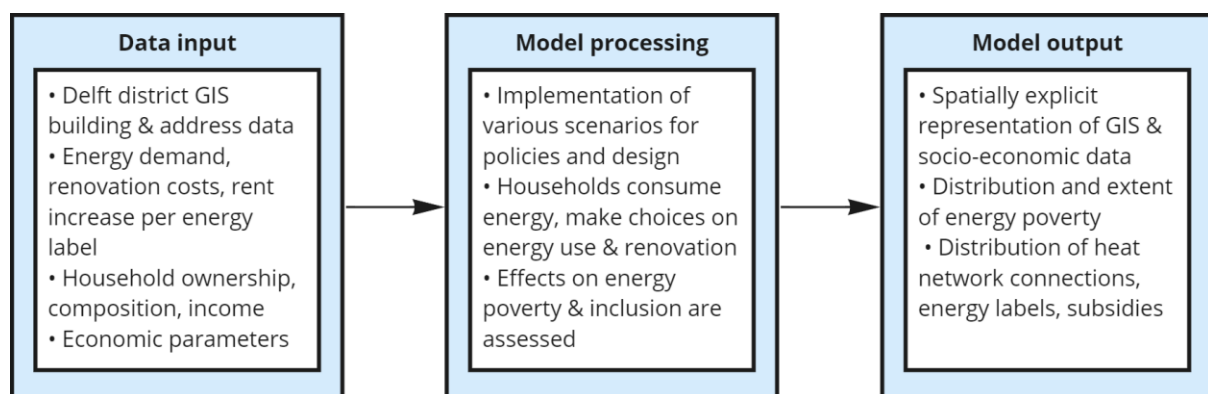 Data input
• Delft district GIS
building & address data
• Energy demand,
renovation costs, rent
increase per energy
label
• Household ownership,
composition, income
• Economic parameters
Model processing
• Implementation of
various scenarios for
policies and design
• Households consume
energy, make choices on
energy use & renovation
• Effects on energy
poverty & inclusion are
assessed
Model output
• Spatially explicit
representation of GIS &
socio-economic data
• Distribution and extent
of energy poverty
• Distribution of heat
network connections,
energy labels, subsidies